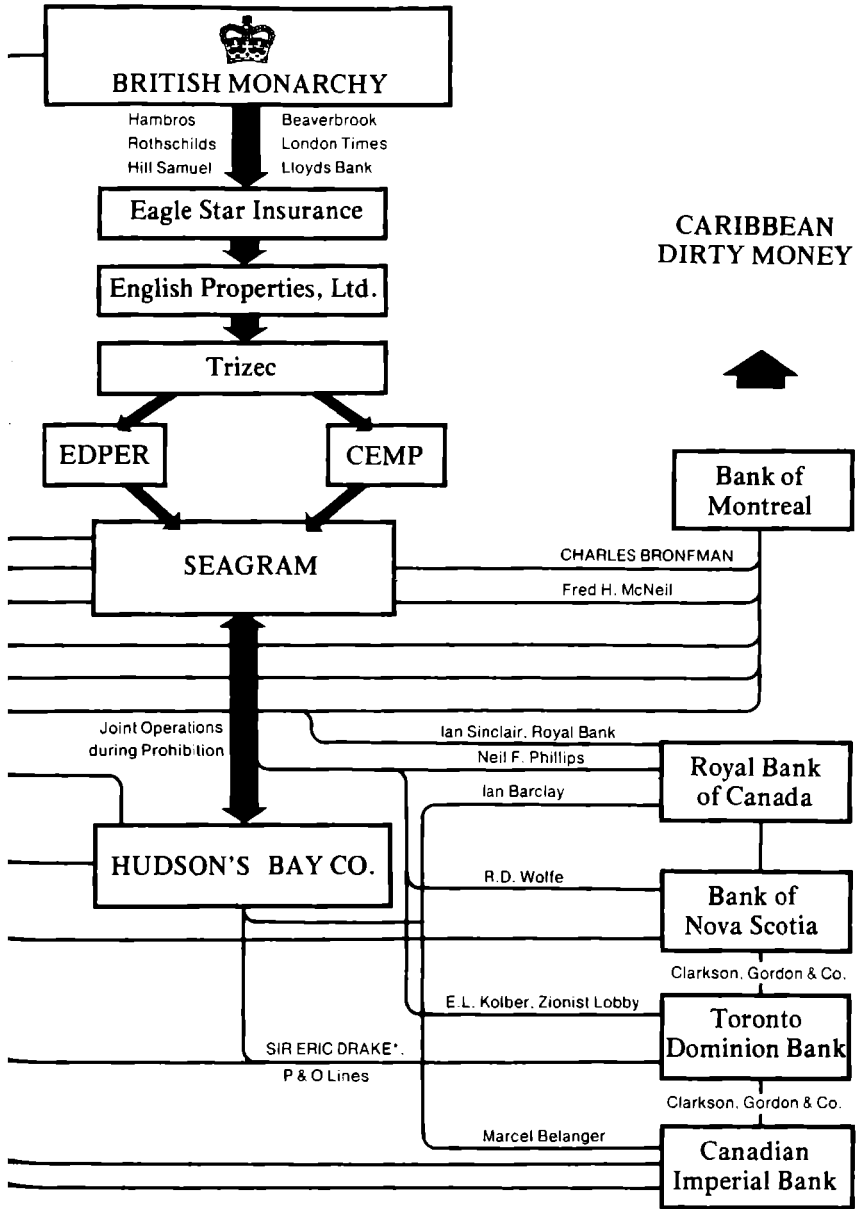 BRITISH MONARCHY
Hambros
Rothschilds
Hill Samuel
Beaverbrook
London Times
Lloyds Bank
Eagle Star Insurance
English Properties, Ltd.
Trizec
EDPER
CEMP
SEAGRAM
CARIBBEAN
DIRTY MONEY
Bank of
Montreal
CHARLES BRONFMAN
Fred H. McNeil
Joint Operations
during Prohibition
Ian Sinclair, Royal Bank
Neil F. Phillips
Ian Barclay
Royal Bank
of Canada
HUDSON'S BAY CO.
R.D. Wolfe
Bank of
Nova Scotia
Clarkson, Gordon & Co.
E.L. Kolber, Zionist Lobby
Toronto
Dominion Bank
SIR ERIC DRAKE*.
P & O Lines
Clarkson, Gordon & Co.
Marcel Belanger
Canadian
Imperial Bank